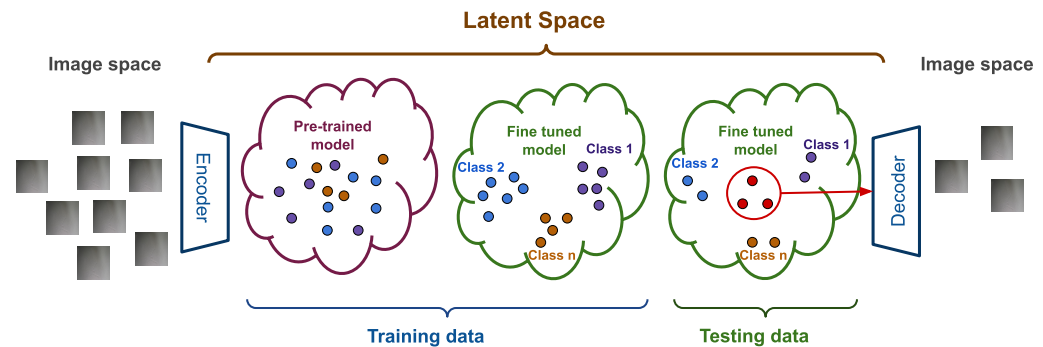 Latent Space
Image space
Image space
Encoder
Pre-trained
model
Fine tuned
model
Class 1
Class 2
Class n
Fine tuned
model
Class 1
Class 2
Class n
Decoder
Training data
Testing data